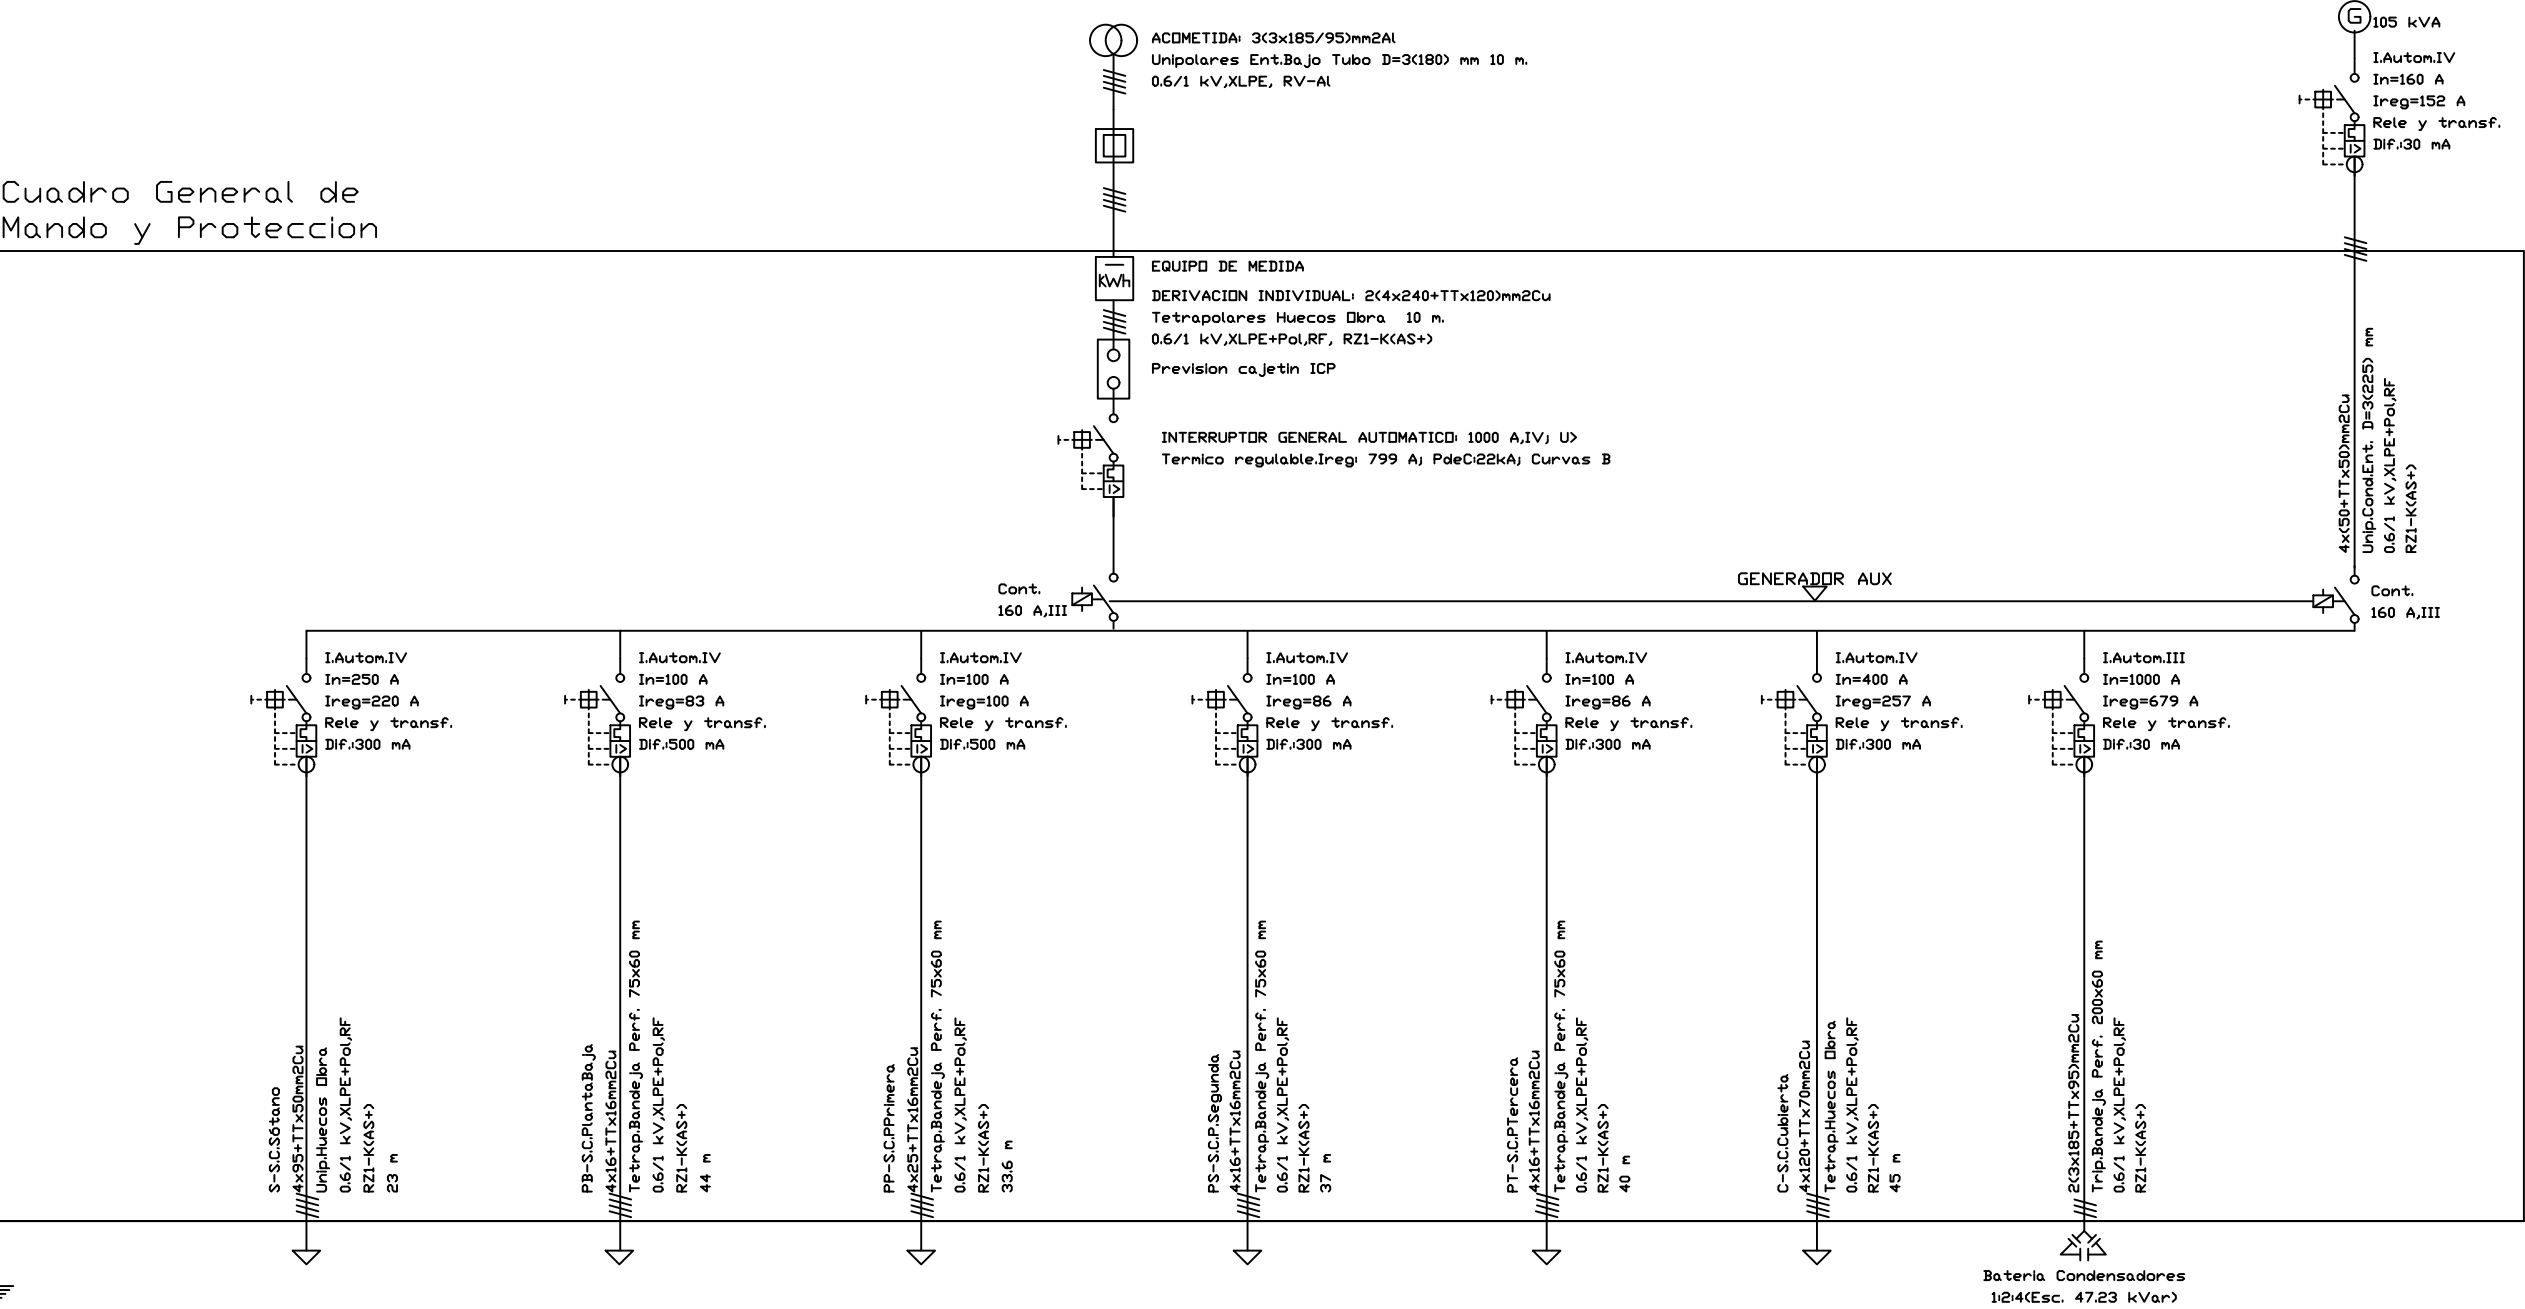 G
105 kVA
ACOMETIDA: 3(3x185/95)mm2Al
Unipolares Ent.Bajo Tubo D=3(180) mm 10 m.
0.6/1 kV,XLPE, RV-Al
I.Autom.IV
In=160 A
Ireg=152 A
Rele y transf.
Dif.:30 mA
Cuadro General de
Mando y Proteccion
kWh
EQUIPO DE MEDIDA
DERIVACION INDIVIDUAL: 2(4x240+TTx120)mm2Cu
Tetrapolares Huecos Obra 10 m.
0.6/1 kV,XLPE+Pol,RF, RZ1-K(AS+)
Prevision cajetin ICP
INTERRUPTOR GENERAL AUTOMATICO: 1000 A,IV; U>
Termico regulable.Ireg: 799 A; PdeC:22kA; Curvas B
I>
4x(50+TTx50)mm2Cu
Unip.Cond.Ent. D=3(225) mm
0.6/1 kV,XLPE+Pol,RF
RZ1-K(AS+)
Cont.
160 A,III
GENERADOR AUX
Cont.
160 A,III
I.Autom.IV
In=250 A
Ireg=220 A
Rele y transf.
Dif.:300 mA
I>
I.Autom.IV
In=100 A
Ireg=83 A
Rele y transf.
Dif.:500 mA
I>
I.Autom.IV
In=100 A
Ireg=100 A
Rele y transf.
Dif.:500 mA
I>
I.Autom.IV
In=100 A
Ireg=86 A
Rele y transf.
Dif.:300 mA
I>
I.Autom.IV
In=100 A
Ireg=86 A
Rele y transf.
Dif.:300 mA
I>
I.Autom.IV
In=400 A
Ireg=257 A
Rele y transf.
Dif.:300 mA
I>
I.Autom.III
In=1000 A
Ireg=679 A
Rele y transf.
Dif.:30 mA
I>
S-S.C.Sótano
4x95+TTx50mm2Cu
Unip.Huecos Obra
0.6/1 kV,XLPE+Pol,RF
RZ1-K(AS+)
23 m
PB-S.C.PlantaBaja
4x16+TTx16mm2Cu
Tetrap.Bandeja Perf. 75x60 mm
0.6/1 kV,XLPE+Pol,RF
RZ1-K(AS+)
44 m
PP-S.C.PPrimera
4x25+TTx16mm2Cu
Tetrap.Bandeja Perf. 75x60 mm
0.6/1 kV,XLPE+Pol,RF
RZ1-K(AS+)
33.6 m
PS-S.C.P.Segunda
4x16+TTx16mm2Cu
Tetrap.Bandeja Perf. 75x60 mm
0.6/1 kV,XLPE+Pol,RF
RZ1-K(AS+)
37 m
PT-S.C.PTercera
4x16+TTx16mm2Cu
Tetrap.Bandeja Perf. 75x60 mm
0.6/1 kV,XLPE+Pol,RF
RZ1-K(AS+)
40 m
C-S.C.Cubierta
4x120+TTx70mm2Cu
Tetrap.Huecos Obra
0.6/1 kV,XLPE+Pol,RF
RZ1-K(AS+)
45 m
2(3x185+TTx95)mm2Cu
Trip.Bandeja Perf. 200x60 mm
0.6/1 kV,XLPE+Pol,RF
RZ1-K(AS+)
Bateria Condensadores
1:2:4(Esc. 47.23 kVar)